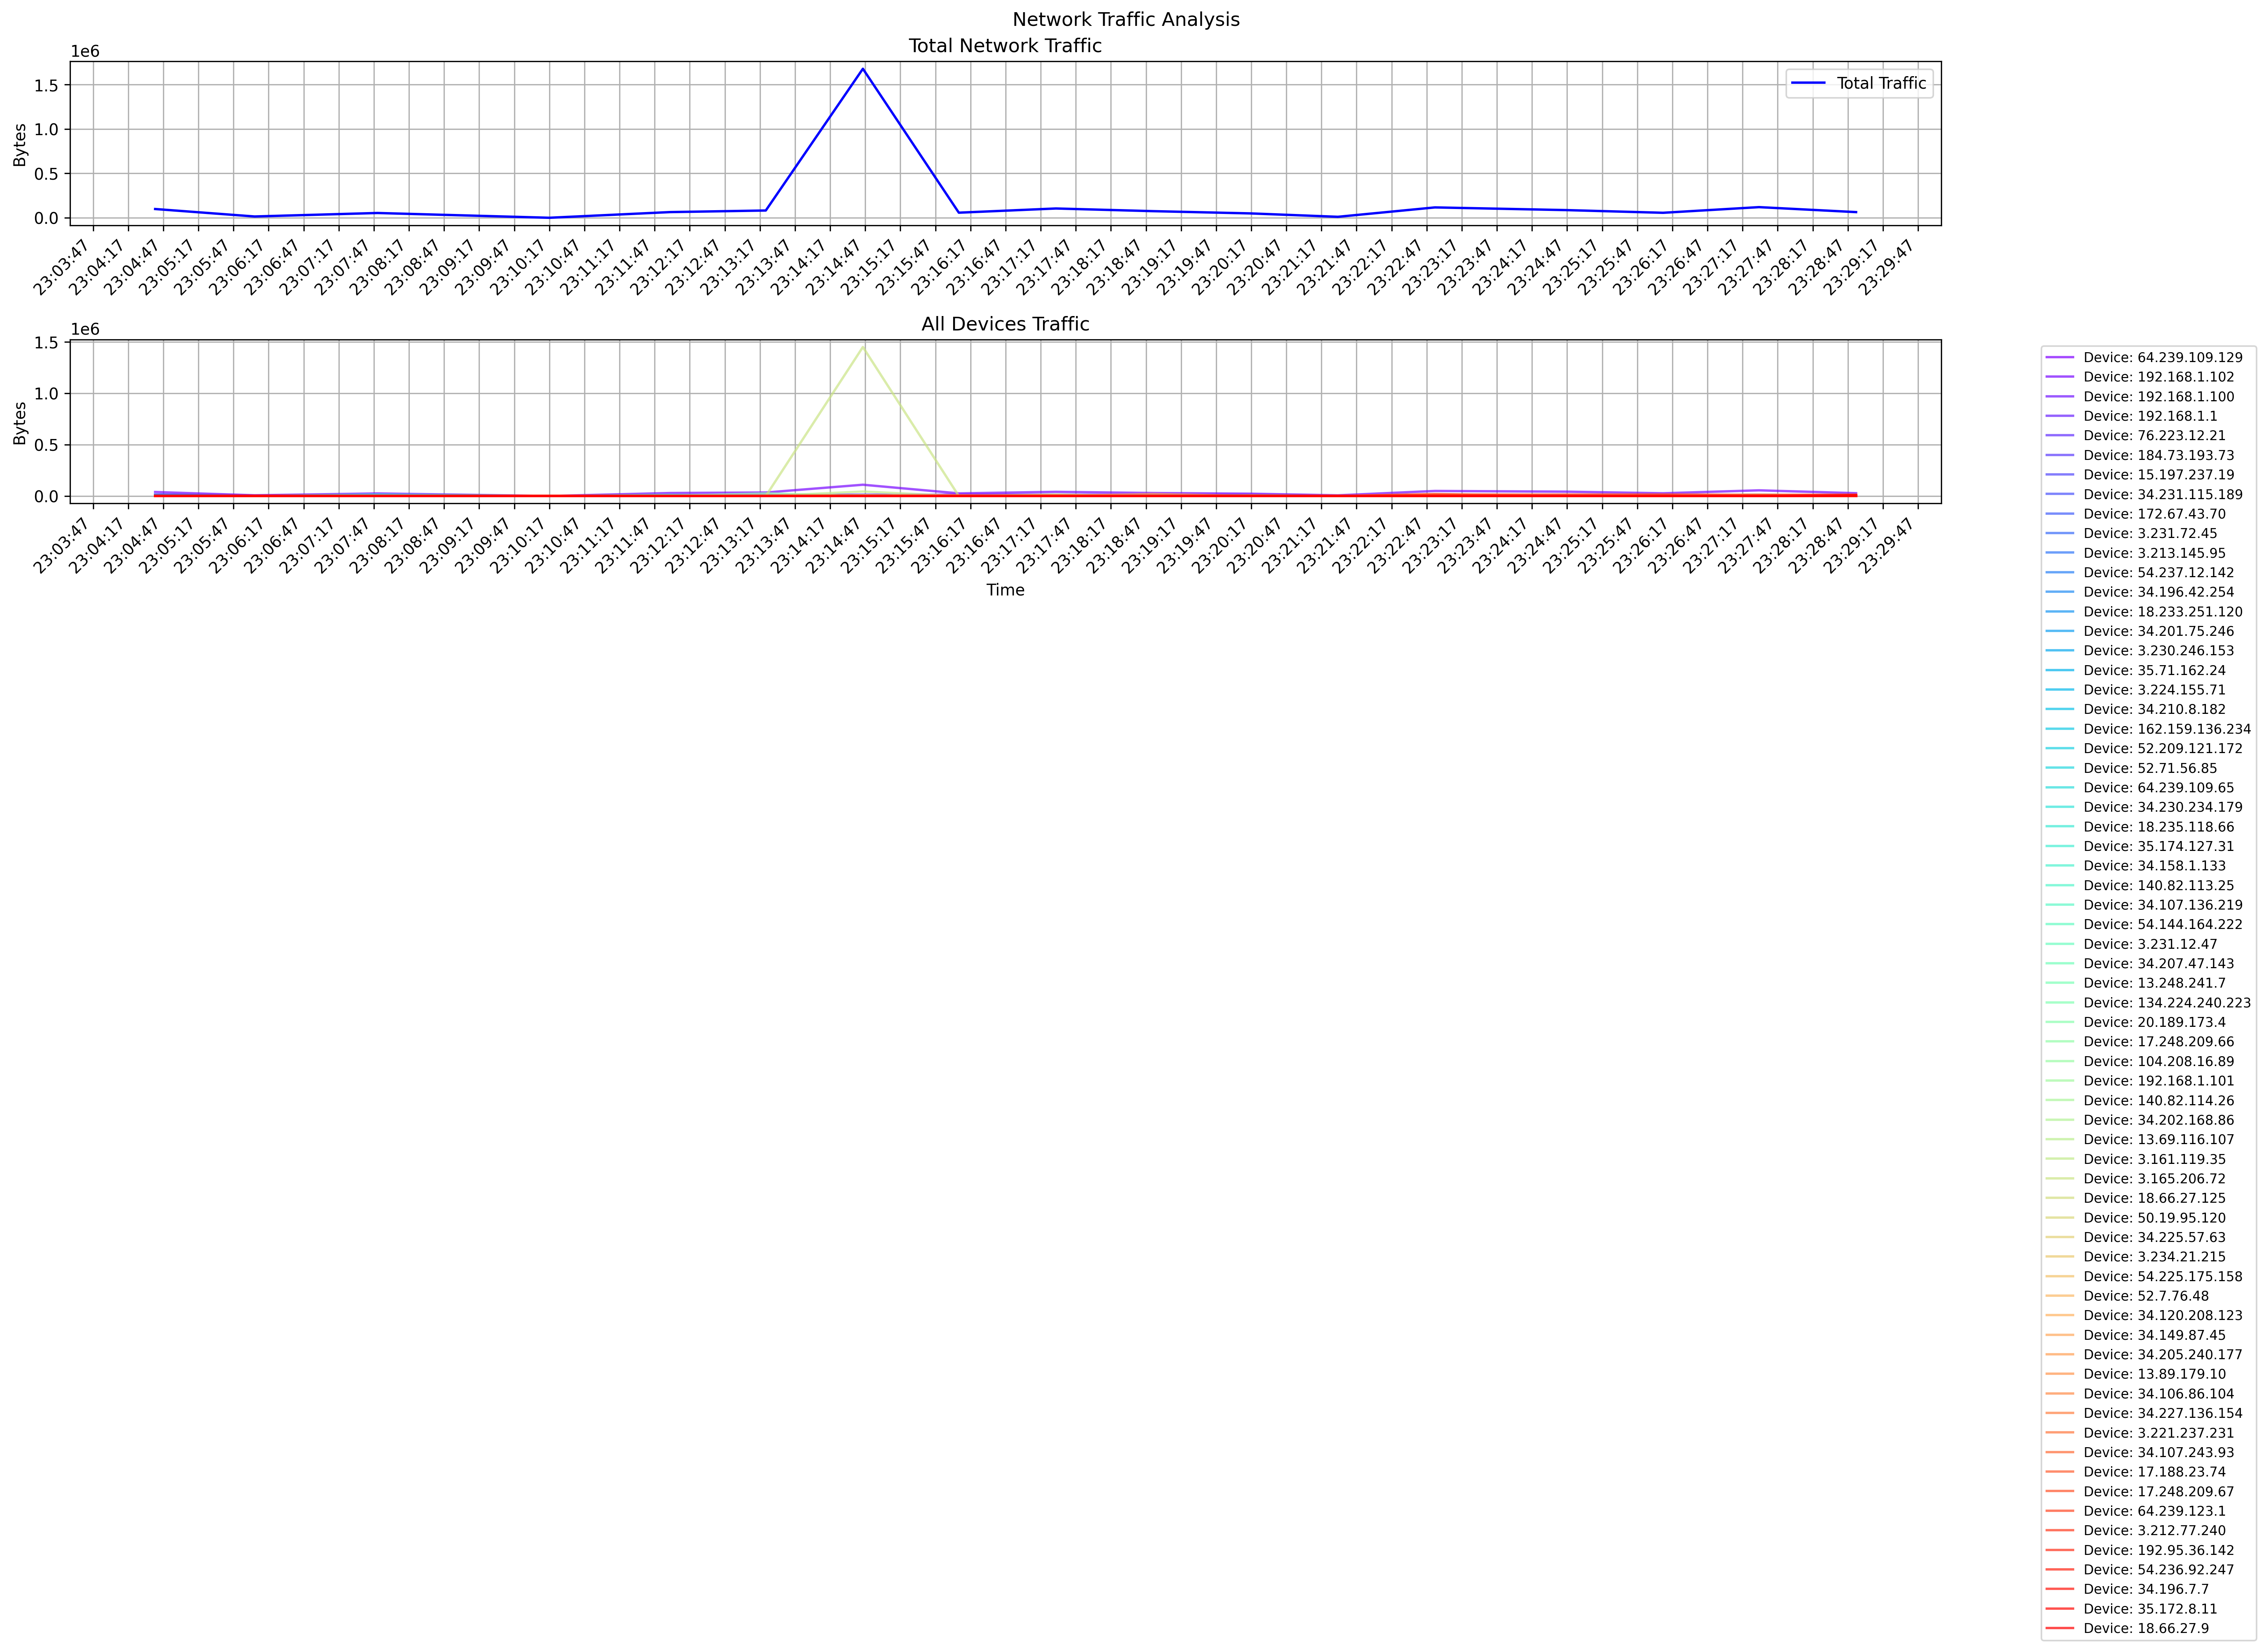 Network Traffic Analysis
Total Network Traffic
1e6
Bytes
1.5
1.0
0.5
0.0
Total Traffic
23:03:47
23:04:17
23:04:47
23:05:17
23:05:47
23:06:17
23:06:47
23:07:17
23:07:47
23:08:17
23:08:47
23:09:17
23:09:47
23:10:17
23:10:47
23:11:17
23:11:47
23:12:17
23:12:47
23:13:17
23:13:47
23:14:17
23:14:47
23:15:17
23:15:47
23:16:17
23:16:47
23:17:17
23:17:47
23:18:17
23:18:47
23:19:17
23:19:47
23:20:17
23:20:47
23:21:17
23:21:47
23:22:17
23:22:47
23:23:17
23:23:47
23:24:17
23:24:47
23:25:17
23:25:47
23:26:17
23:26:47
23:27:17
23:27:47
23:28:17
23:28:47
23:29:17
23:29:47
All Devices Traffic
1e6
Bytes
1.5
1.0
0.5
0.0
23:03:47
23:04:17
23:04:47
23:05:17
23:05:47
23:06:17
23:06:47
23:07:17
23:07:47
23:08:17
23:08:47
23:09:17
23:09:47
23:10:17
23:10:47
23:11:17
23:11:47
23:12:17
23:12:47
23:13:17
23:13:47
23:14:17
23:14:47
23:15:17
23:15:47
23:16:17
23:16:47
23:17:17
23:17:47
23:18:17
23:18:47
23:19:17
23:19:47
23:20:17
23:20:47
23:21:17
23:21:47
23:22:17
23:22:47
23:23:17
23:23:47
23:24:17
23:24:47
23:25:17
23:25:47
23:26:17
23:26:47
23:27:17
23:27:47
23:28:17
23:28:47
23:29:17
23:29:47
Time
Device: 64.239.109.129
Device: 192.168.1.102
Device: 192.168.1.100
Device: 192.168.1.1
Device: 76.223.12.21
Device: 184.73.193.73
Device: 15.197.237.19
Device: 34.231.115.189
Device: 172.67.43.70
Device: 3.231.72.45
Device: 3.213.145.95
Device: 54.237.12.142
Device: 34.196.42.254
Device: 18.233.251.120
Device: 34.201.75.246
Device: 3.230.246.153
Device: 35.71.162.24
Device: 3.224.155.71
Device: 34.210.8.182
Device: 162.159.136.234
Device: 52.209.121.172
Device: 52.71.56.85
Device: 64.239.109.65
Device: 34.230.234.179
Device: 18.235.118.66
Device: 35.174.127.31
Device: 34.158.1.133
Device: 140.82.113.25
Device: 34.107.136.219
Device: 54.144.164.222
Device: 3.231.12.47
Device: 34.207.47.143
Device: 13.248.241.7
Device: 134.224.240.223
Device: 20.189.173.4
Device: 17.248.209.66
Device: 104.208.16.89
Device: 192.168.1.101
Device: 140.82.114.26
Device: 34.202.168.86
Device: 13.69.116.107
Device: 3.161.119.35
Device: 3.165.206.72
Device: 18.66.27.125
Device: 50.19.95.120
Device: 34.225.57.63
Device: 3.234.21.215
Device: 54.225.175.158
Device: 52.7.76.48
Device: 34.120.208.123
Device: 34.149.87.45
Device: 34.205.240.177
Device: 13.89.179.10
Device: 34.106.86.104
Device: 34.227.136.154
Device: 3.221.237.231
Device: 34.107.243.93
Device: 17.188.23.74
Device: 17.248.209.67
Device: 64.239.123.1
Device: 3.212.77.240
Device: 192.95.36.142
Device: 54.236.92.247
Device: 34.196.7.7
Device: 35.172.8.11
Device: 18.66.27.9